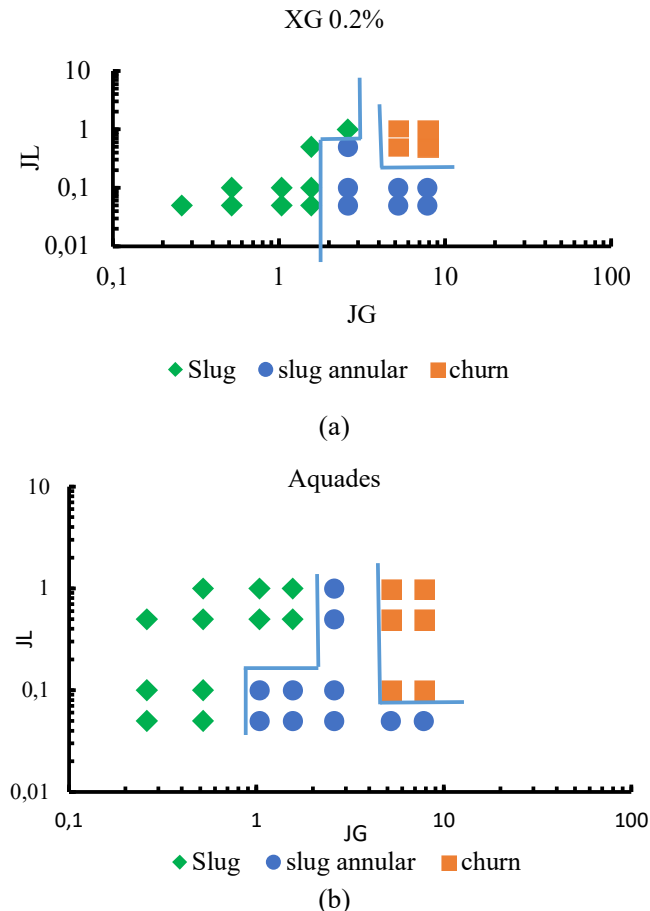 XG 0.2%
10
1
0,1
0,01
JL
0,1 1 10 100
JG
Slug slug annular churn
(a)
Aquades
10
1
0,1
0,01
JL
0,1 1 10 100
JG
Slug slug annular churn
(b)